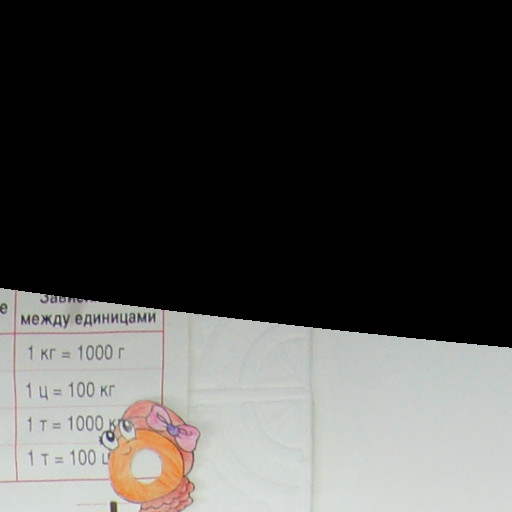 е
между единицами
1 кг = 1000 г
1 ц = 100 кг
1 т = 1000
1 т = 100